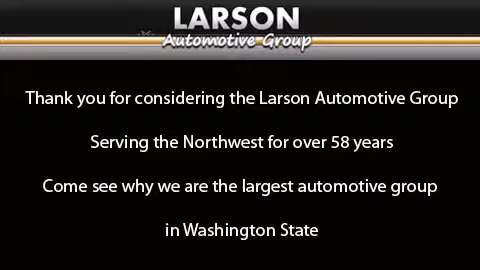 LARSON
Automotive Group
Thank you for considering the Larson Automotive Group
Serving the Northwest for over 58 years
Come see why we are the largest automotive group
in Washington State